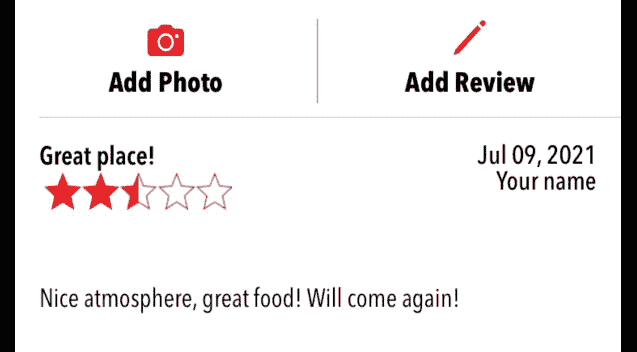 Add Photo
Add Review
Great place!
Jul 09, 2021
Your name
Nice atmosphere, great food! Will come again!